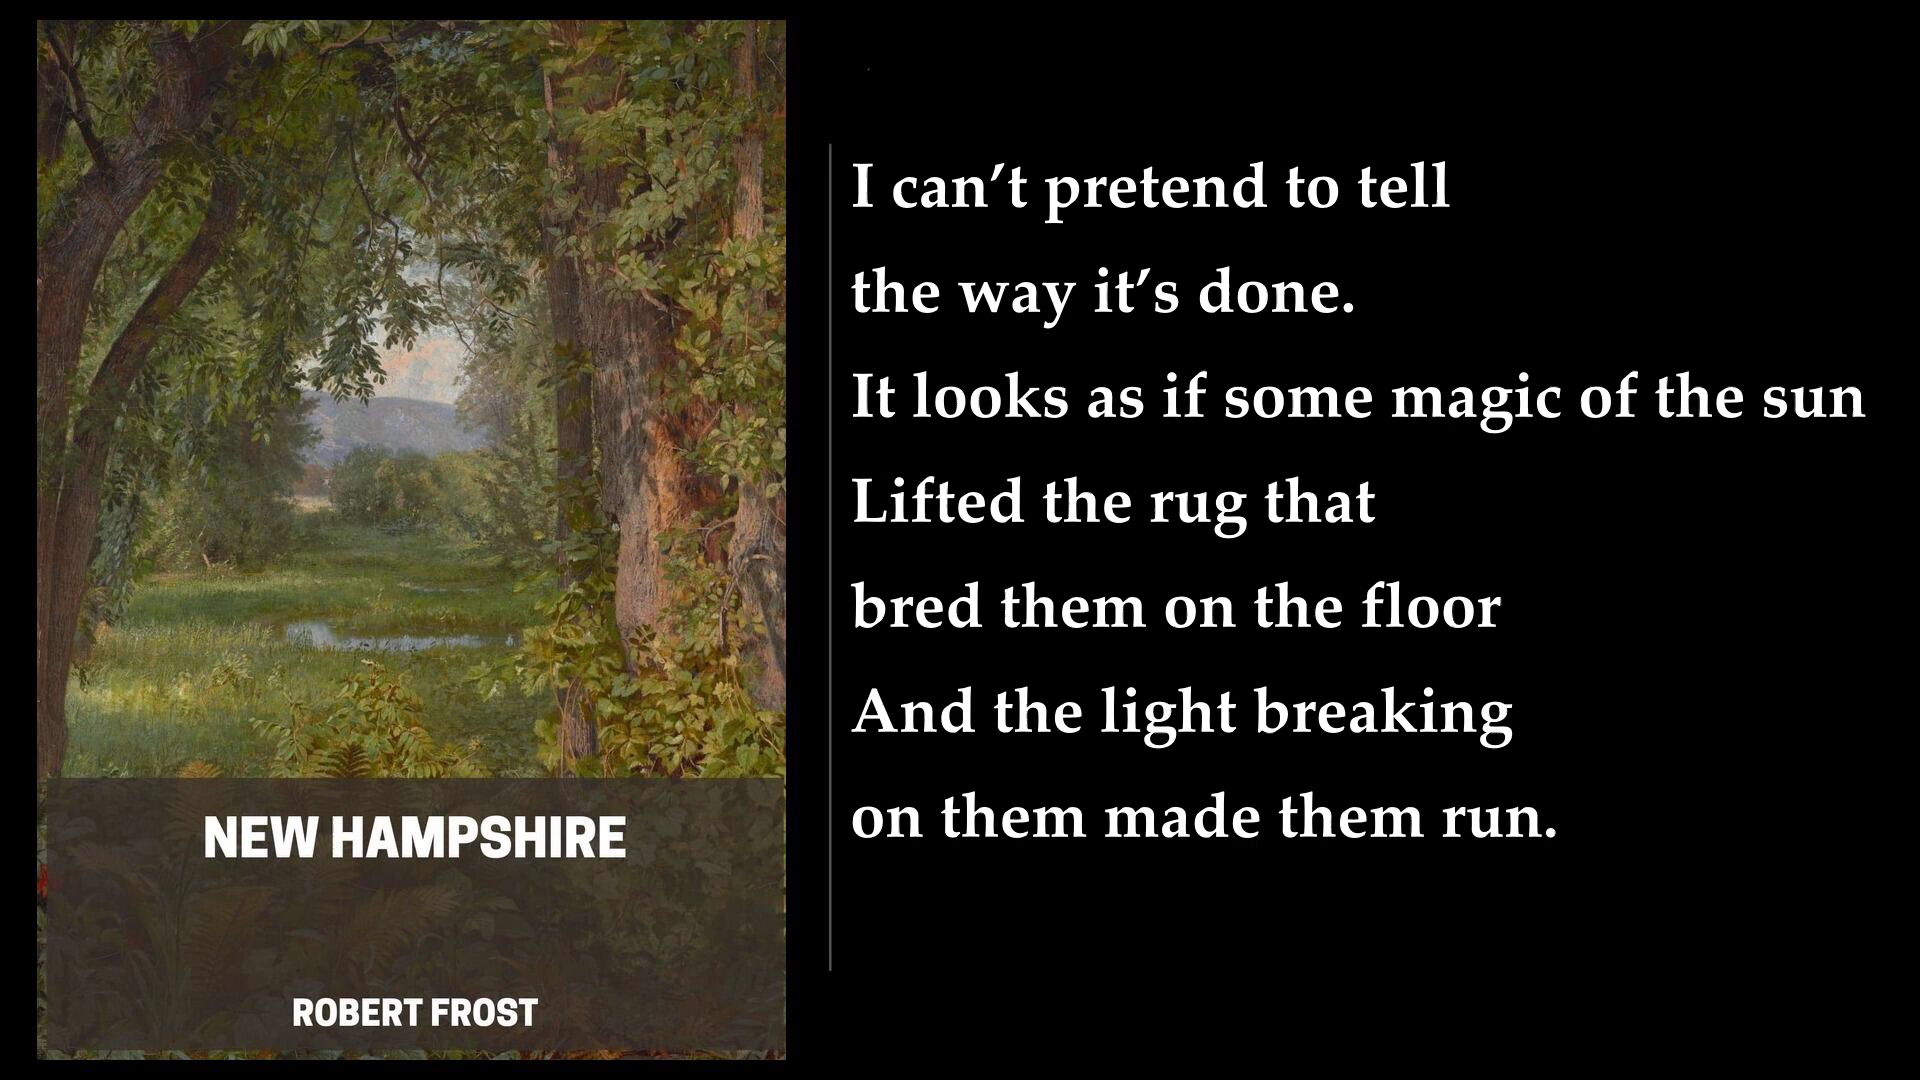 NEW HAMPSHIRE
ROBERT FROST
I can’t pretend to tell
the way it’s done.
It looks as if some magic of the sun
Lifted the rug that
bred them on the floor
And the light breaking
on them made them run.